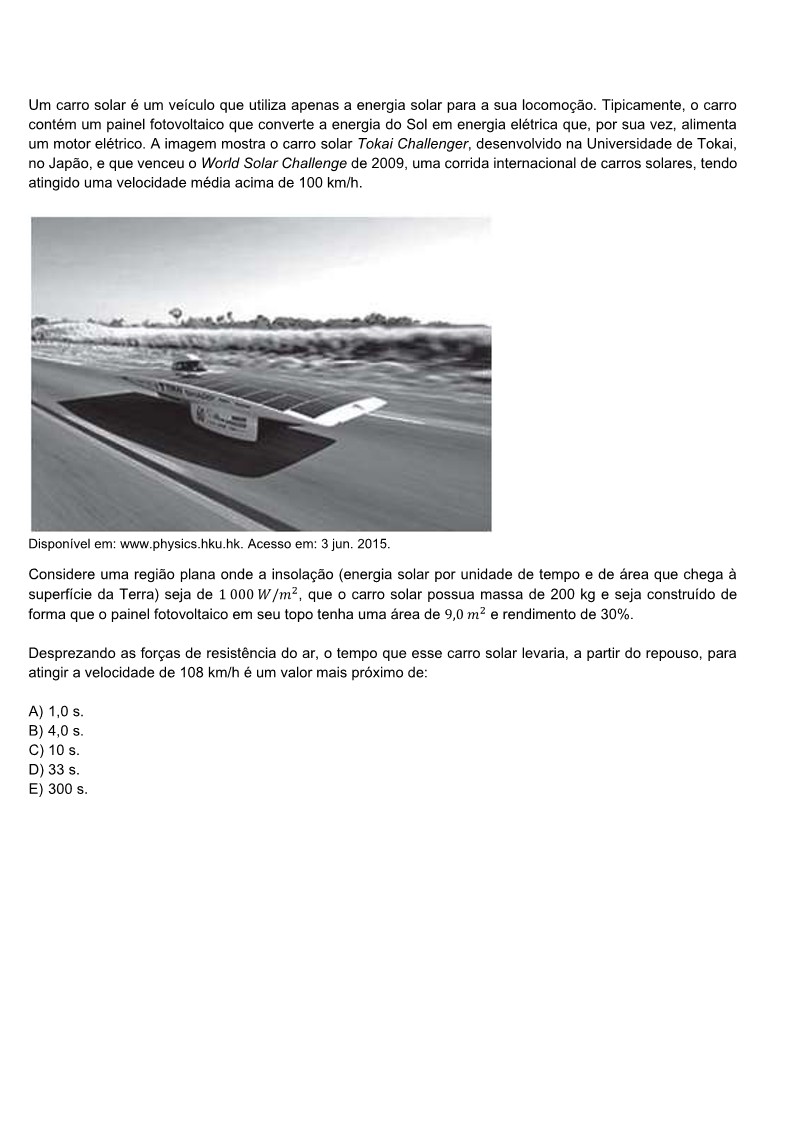 Um carro solar é um veículo que utiliza apenas a energia solar para a sua locomoção. Tipicamente, o carro
contém um painel fotovoltaico que converte a energia do Sol em energia elétrica que, por sua vez, alimenta
um motor elétrico. A imagem mostra o carro solar Tokai Challenger, desenvolvido na Universidade de Tokai,
no Japão, e que venceu o World Solar Challenge de 2009, uma corrida internacional de carros solares, tendo
atingido uma velocidade média acima de 100 km/h.
Disponível em: www.physics.hku.hk. Acesso em: 3 jun. 2015.
Considere uma região plana onde a insolação (energia solar por unidade de tempo e de área que chega à
superfície da Terra) seja de 1 000 W/m², que o carro solar possua massa de 200 kg e seja construído de
forma que o painel fotovoltaico em seu topo tenha uma área de 9,0 m² e rendimento de 30%.
Desprezando as forças de resistência do ar, o tempo que esse carro solar levaria, a partir do repouso, para
atingir a velocidade de 108 km/h é um valor mais próximo de:
A) 1,0 s.
B) 4,0 s.
C) 10 s.
D) 33 s.
E) 300 s.